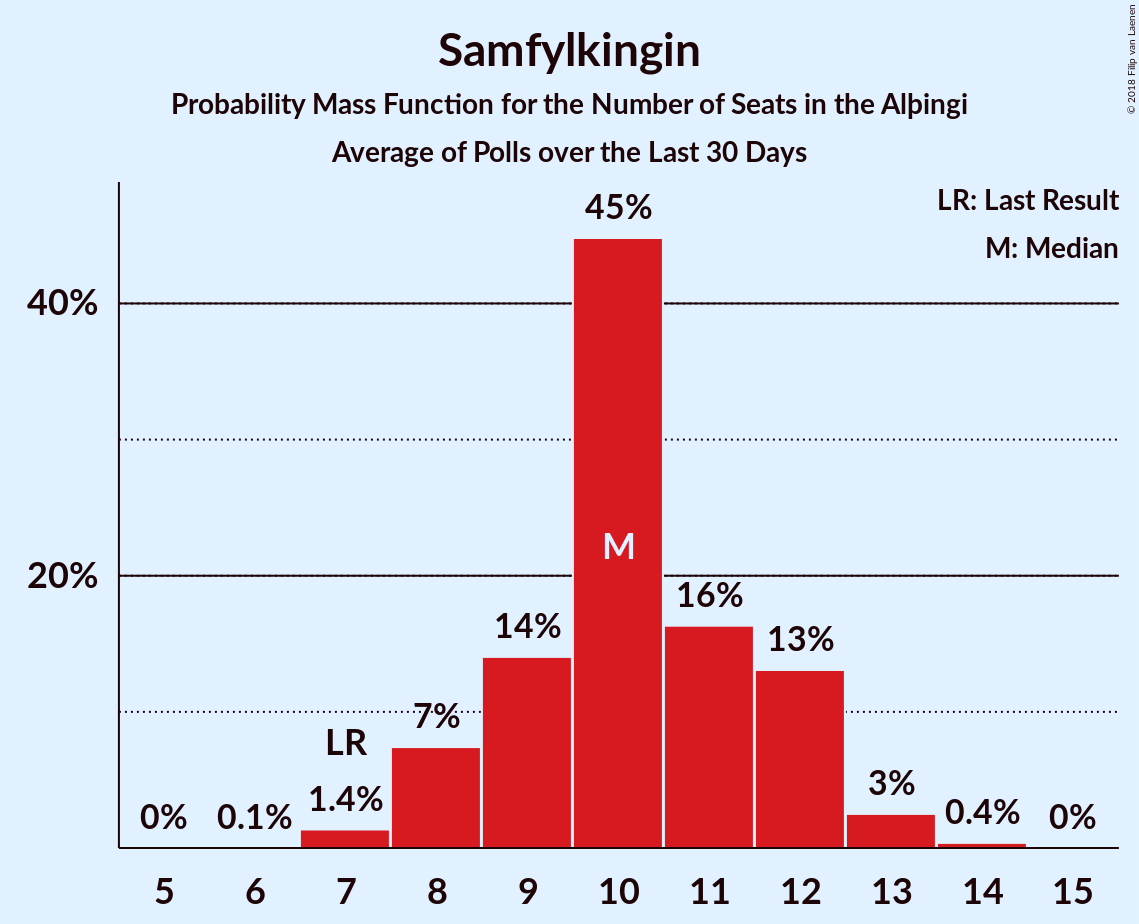 Samfylkingin
Probability Mass Function for the Number of Seats in the Alþingi
Average of Polls over the Last 30 Days
© 2018 Filip van Laenen
LR: Last Result
M: Median
45%
40%
M
20%
16%
14%
13%
7%
LR
3%
1.4%
0.4%
0%
0.1%
0%
5 6 7 8 9 10 11 12 13 14 15